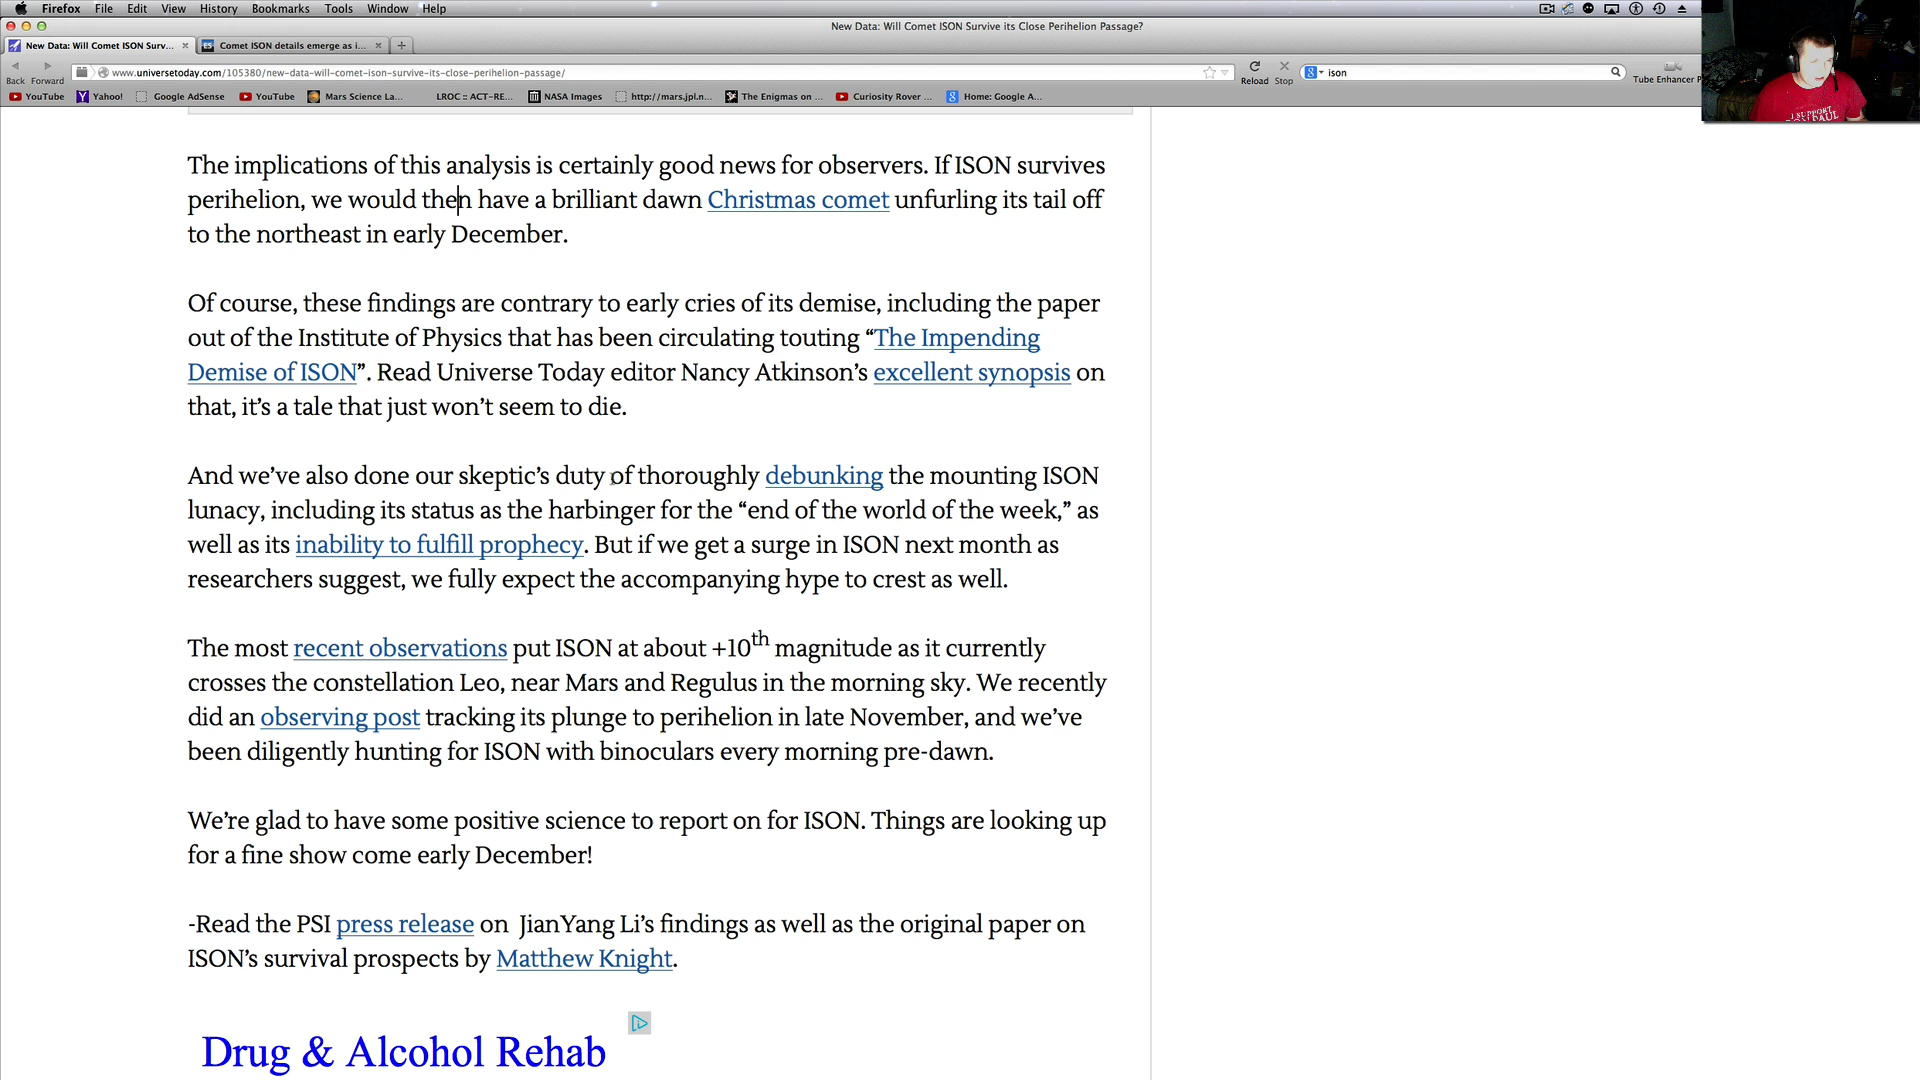 Firefox File Edit View History Bookmarks Tools Window Help
New Data: Will Comet ISON Survive its Close Perihelion Passage?
New Data: Will Comet ISON Surv... Comet ISON details emerge as i...
www.universetoday.com/105380/new-data-will-comet-ison-survive-its-close-perihelion-passage/
ison
Back Forward Reload Stop Tube Enhancer P
YouTube Yahoo! Google AdSense YouTube Mars Science La... LROC :: ACT-RE... NASA Images http://mars.jpl.n... The Enigmas on ... Curiosity Rover ... Home: Google A...
I SUPPORT
PAUL
The implications of this analysis is certainly good news for observers. If ISON survives
perihelion, we would then have a brilliant dawn Christmas comet unfurling its tail off
to the northeast in early December.
Of course, these findings are contrary to early cries of its demise, including the paper
out of the Institute of Physics that has been circulating touting “The Impending
Demise of ISON”. Read Universe Today editor Nancy Atkinson’s excellent synopsis on
that, it’s a tale that just won’t seem to die.
And we’ve also done our skeptic’s duty of thoroughly debunking the mounting ISON
lunacy, including its status as the harbinger for the “end of the world of the week,” as
well as its inability to fulfill prophecy. But if we get a surge in ISON next month as
researchers suggest, we fully expect the accompanying hype to crest as well.
The most recent observations put ISON at about +10th magnitude as it currently
crosses the constellation Leo, near Mars and Regulus in the morning sky. We recently
did an observing post tracking its plunge to perihelion in late November, and we’ve
been diligently hunting for ISON with binoculars every morning pre-dawn.
We’re glad to have some positive science to report on for ISON. Things are looking up
for a fine show come early December!
-Read the PSI press release on JianYang Li’s findings as well as the original paper on
ISON’s survival prospects by Matthew Knight.
Drug & Alcohol Rehab